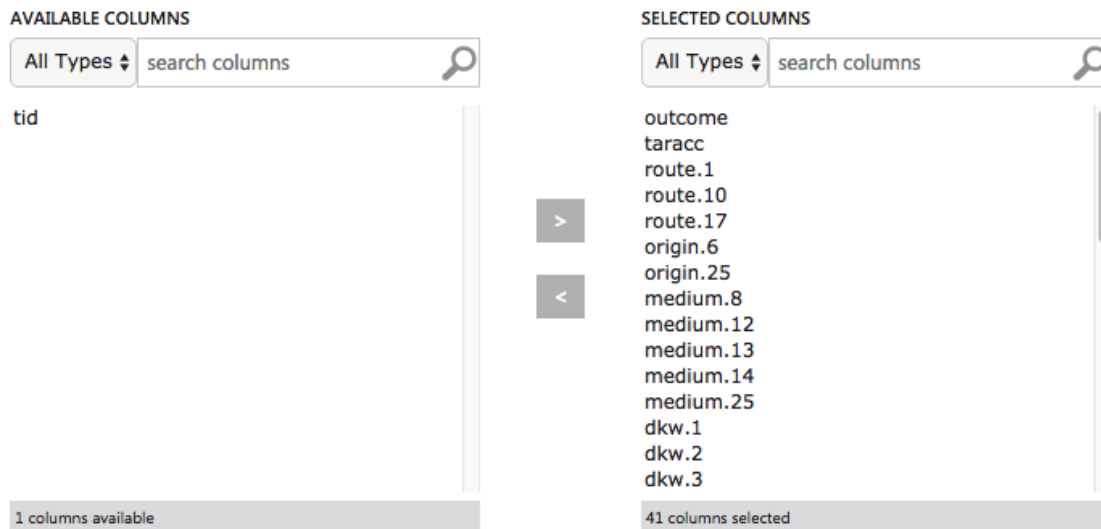 AVAILABLE COLUMNS
All Types search columns
tid
1 columns available
>
<
SELECTED COLUMNS
All Types search columns
outcome
taracc
route.1
route.10
route.17
origin.6
origin.25
medium.8
medium.12
medium.13
medium.14
medium.25
dkw.1
dkw.2
dkw.3
41 columns selected